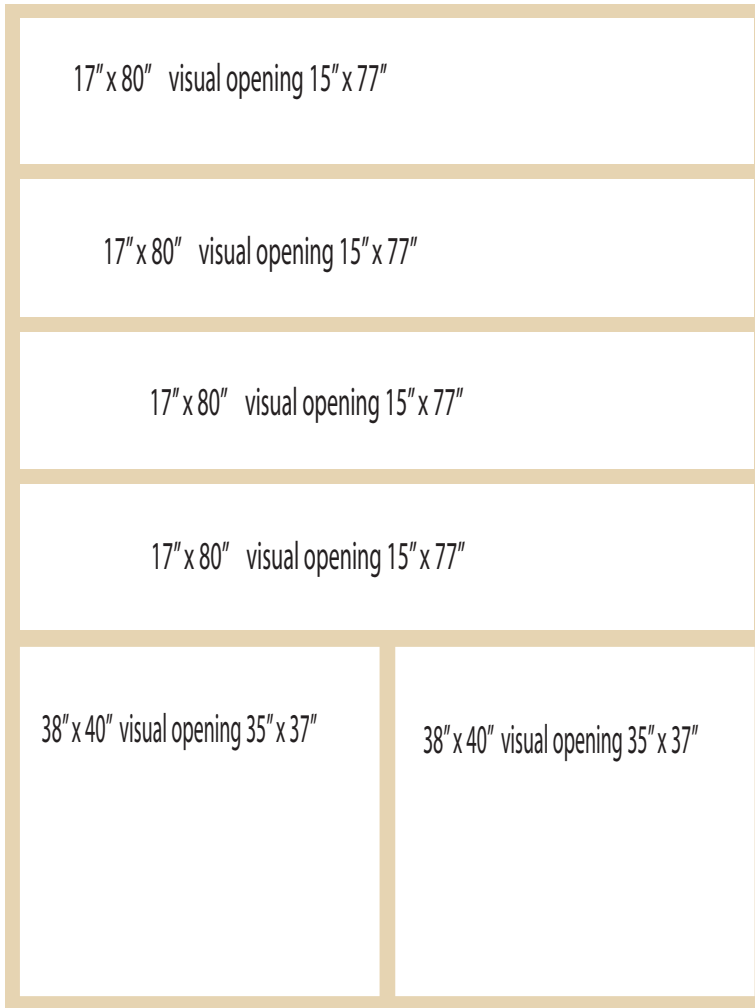 17” x 80” visual opening 15” x 77”
17” x 80” visual opening 15” x 77”
17” x 80” visual opening 15” x 77”
17” x 80” visual opening 15” x 77”
38” x 40” visual opening 35” x 37”
38” x 40” visual opening 35” x 37”